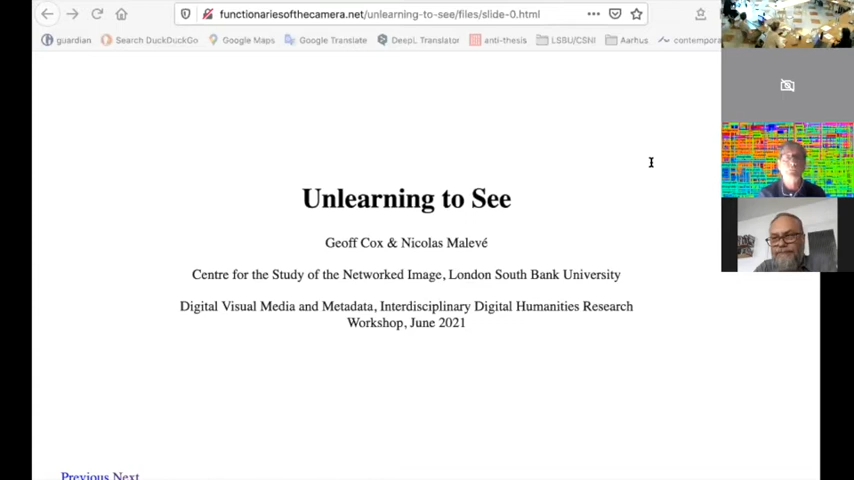 functionariesofthecamera.net/unlearning-to-see/files/slide-0.html
guardian Search DuckDuckGo Google Maps Google Translate DeepL Translator anti-thesis LSBU/CSNI Aarhus contempora
Unlearning to See
Geoff Cox & Nicolas Malevé
Centre for the Study of the Networked Image, London South Bank University
Digital Visual Media and Metadata, Interdisciplinary Digital Humanities Research
Workshop, June 2021
Previous Next